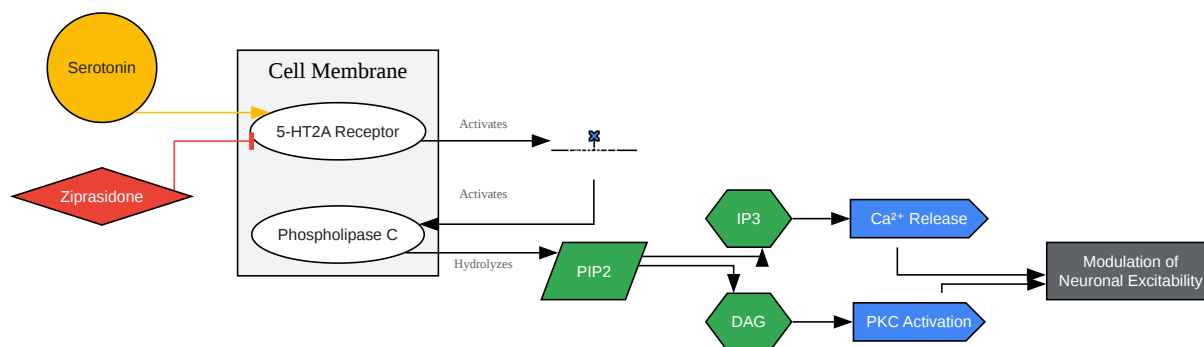 Serotonin
Cell Membrane
5-HT2A Receptor
Activates
Ziprasidone
Activates
Phospholipase C
Hydrolyzes
PIP2
IP3
Ca²⁺ Release
Modulation of
Neuronal Excitability
DAG
PKC Activation